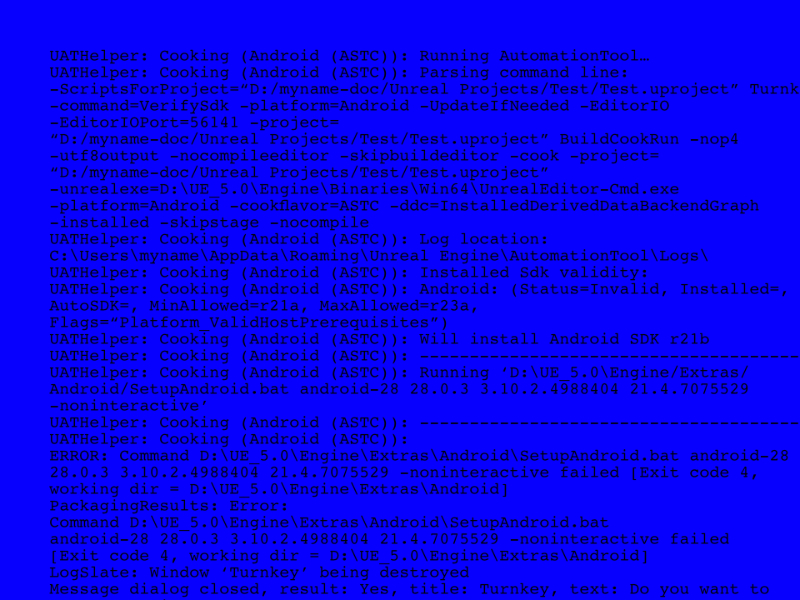 UATHelper: Cooking (Android (ASTC)): Running AutomationTool…
UATHelper: Cooking (Android (ASTC)): Parsing command line:
-ScriptsForProject=”D:/myname-doc/Unreal Projects/Test/Test.uproject” Turnk
-command=VerifySdk -platform=Android -UpdateIfNeeded -EditorIO
-EditorIOPort=56141 -project=
“D:/myname-doc/Unreal Projects/Test/Test.uproject” BuildCookRun -nop4
-utf8output -nocompileeditor -skipbuildeditor -cook -project=
“D:/myname-doc/Unreal Projects/Test/Test.uproject”
-unrealexe=D:\UE_5.0\Engine\Binaries\Win64\UnrealEditor-Cmd.exe
-platform=Android -cookflavor=ASTC -ddc=InstalledDerivedDataBackendGraph
-installed -skipstage -nocompile
UATHelper: Cooking (Android (ASTC)): Log location:
C:\Users\myname\AppData\Roaming\Unreal Engine\AutomationTool\Logs\
UATHelper: Cooking (Android (ASTC)): Installed Sdk validity:
UATHelper: Cooking (Android (ASTC)): Android: (Status=Invalid, Installed=,
AutoSDK=, MinAllowed=r21a, MaxAllowed=r23a,
Flags=”Platform_ValidHostPrerequisites”)
UATHelper: Cooking (Android (ASTC)): Will install Android SDK r21b
UATHelper: Cooking (Android (ASTC)): --------------------------------------
UATHelper: Cooking (Android (ASTC)): Running ‘D:\UE_5.0\Engine/Extras/
Android/SetupAndroid.bat android-28 28.0.3 3.10.2.4988404 21.4.7075529
-noninteractive’
UATHelper: Cooking (Android (ASTC)): --------------------------------------
UATHelper: Cooking (Android (ASTC)):
ERROR: Command D:\UE_5.0\Engine\Extras\Android\SetupAndroid.bat android-28
28.0.3 3.10.2.4988404 21.4.7075529 -noninteractive failed [Exit code 4,
working dir = D:\UE_5.0\Engine\Extras\Android]
PackagingResults: Error:
Command D:\UE_5.0\Engine\Extras\Android\SetupAndroid.bat
android-28 28.0.3 3.10.2.4988404 21.4.7075529 -noninteractive failed
[Exit code 4, working dir = D:\UE_5.0\Engine\Extras\Android]
LogSlate: Window ‘Turnkey’ being destroyed
Message dialog closed, result: Yes, title: Turnkey, text: Do you want to